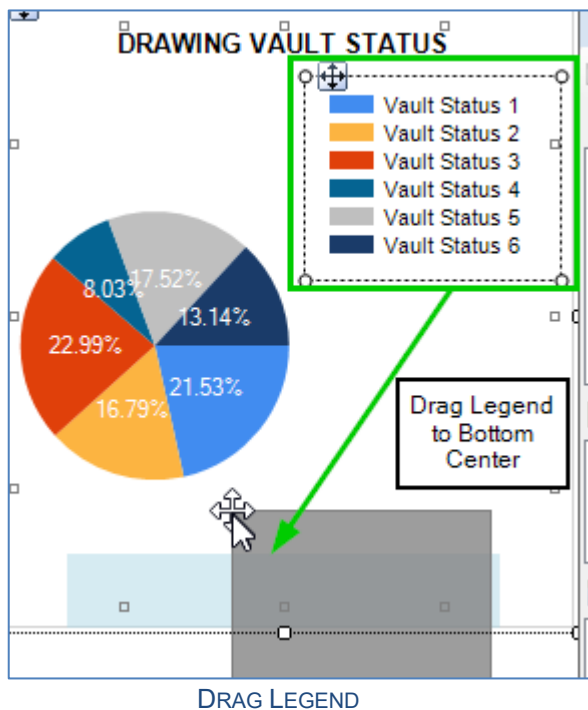 DRAWING VAULT STATUS
Vault Status 1
Vault Status 2
Vault Status 3
Vault Status 4
Vault Status 5
Vault Status 6
17.52%
8.03%
13.14%
22.99%
21.53%
16.79%
Drag Legend
to Bottom
Center
DRAG LEGEND